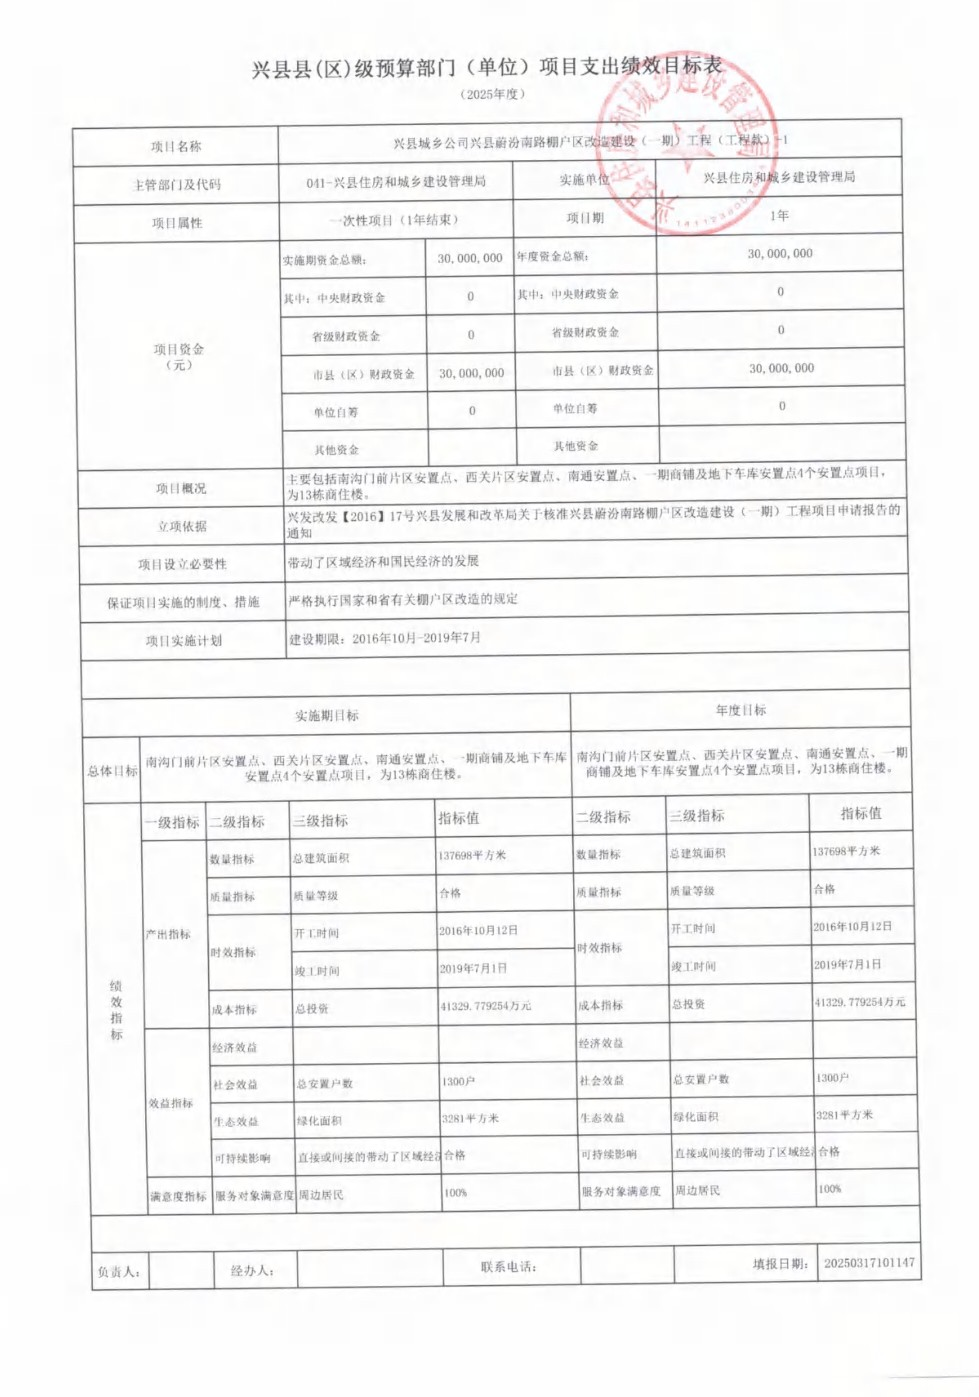 兴县县(区)级预算部门（单位）项目支出绩效目标表
（2025年度）
项目名称 兴县城乡公司兴县蔚汾南路棚户区改造建设（一期）工程（工程款）-1
主管部门及代码 041-兴县住房和城乡建设管理局 实施单位 兴县住房和城乡建设管理局
项目属性 一次性项目（1年结束） 项目期 1年
项目资金
（元）
实施期资金总额： 30,000,000 年度资金总额： 30,000,000
其中：中央财政资金 0 其中：中央财政资金 0
省级财政资金 0 省级财政资金 0
市县（区）财政资金 30,000,000 市县（区）财政资金 30,000,000
单位自筹 0 单位自筹 0
其他资金 其他资金
项目概况 主要包括南沟门前片区安置点、西关片区安置点、南通安置点、一期商铺及地下车库安置点4个安置点项目，
为13栋商住楼。
立项依据 兴发改发【2016】17号兴县发展和改革局关于核准兴县蔚汾南路棚户区改造建设（一期）工程项目申请报告的
通知
项目设立必要性 带动了区域经济和国民经济的发展
保证项目实施的制度、措施 严格执行国家和省有关棚户区改造的规定
项目实施计划 建设期限：2016年10月-2019年7月
实施期目标 年度目标
总体目标 南沟门前片区安置点、西关片区安置点、南通安置点、一期商铺及地下车库
安置点4个安置点项目，为13栋商住楼。
南沟门前片区安置点、西关片区安置点、南通安置点、一期
商铺及地下车库安置点4个安置点项目，为13栋商住楼。
绩
效
指
标
一级指标 二级指标 三级指标 指标值 二级指标 三级指标 指标值
产出指标
数量指标 总建筑面积 137698平方米 数量指标 总建筑面积 137698平方米
质量指标 质量等级 合格 质量指标 质量等级 合格
时效指标 开工时间 2016年10月12日 时效指标 开工时间 2016年10月12日
竣工时间 2019年7月1日 竣工时间 2019年7月1日
成本指标 总投资 41329.779254万元 成本指标 总投资 41329.779254万元
效益指标
经济效益 经济效益
社会效益 总安置户数 1300户 社会效益 总安置户数 1300户
生态效益 绿化面积 3281平方米 生态效益 绿化面积 3281平方米
可持续影响 直接或间接的带动了区域经 合格 可持续影响 直接或间接的带动了区域经 合格
满意度指标 服务对象满意度 周边居民 100% 服务对象满意度 周边居民 100%
负责人： 经办人： 联系电话： 填报日期： 20250317101147
兴县住房和城乡建设管理局